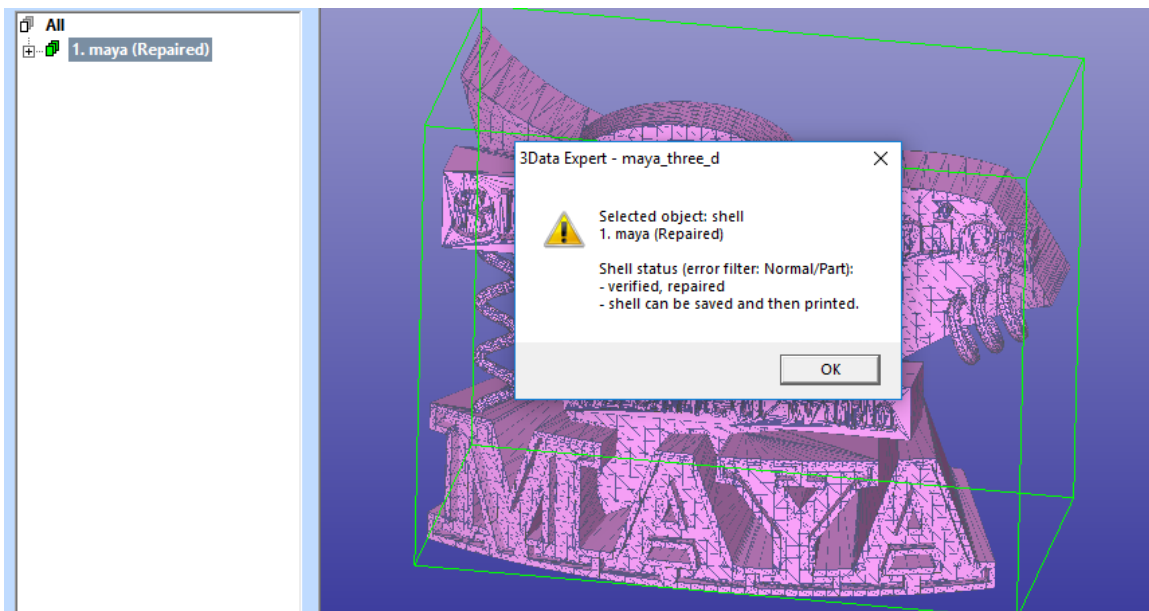 All
1. maya (Repaired)
3Data Expert - maya_three_d
Selected object: shell
1. maya (Repaired)
Shell status (error filter: Normal/Part):
- verified, repaired
- shell can be saved and then printed.
OK
MAYA